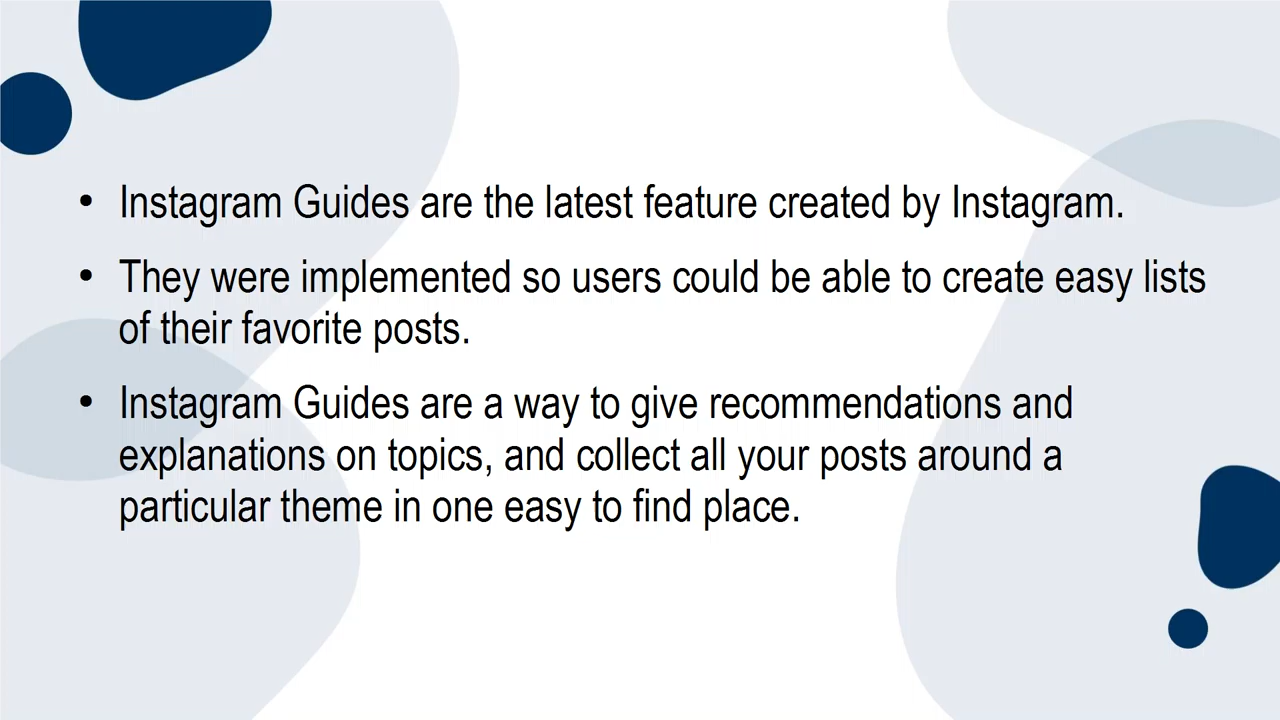 • Instagram Guides are the latest feature created by Instagram.
• They were implemented so users could be able to create easy lists
of their favorite posts.
• Instagram Guides are a way to give recommendations and
explanations on topics, and collect all your posts around a
particular theme in one easy to find place.